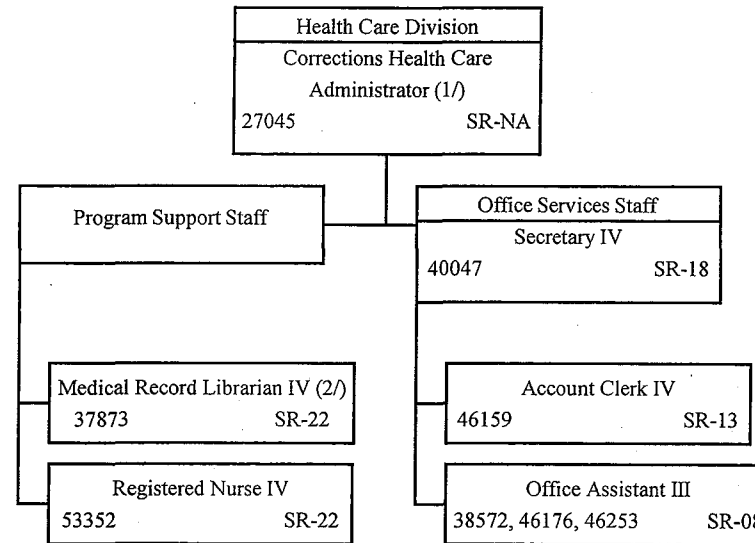 Health Care Division
Corrections Health Care
Administrator (1/)
27045 SR-NA
Program Support Staff
Office Services Staff
Secretary IV
40047 SR-18
Medical Record Librarian IV (2/)
37873 SR-22
Account Clerk IV
46159 SR-13
Registered Nurse IV
53352 SR-22
Office Assistant III
38572, 46176, 46253 SR-08